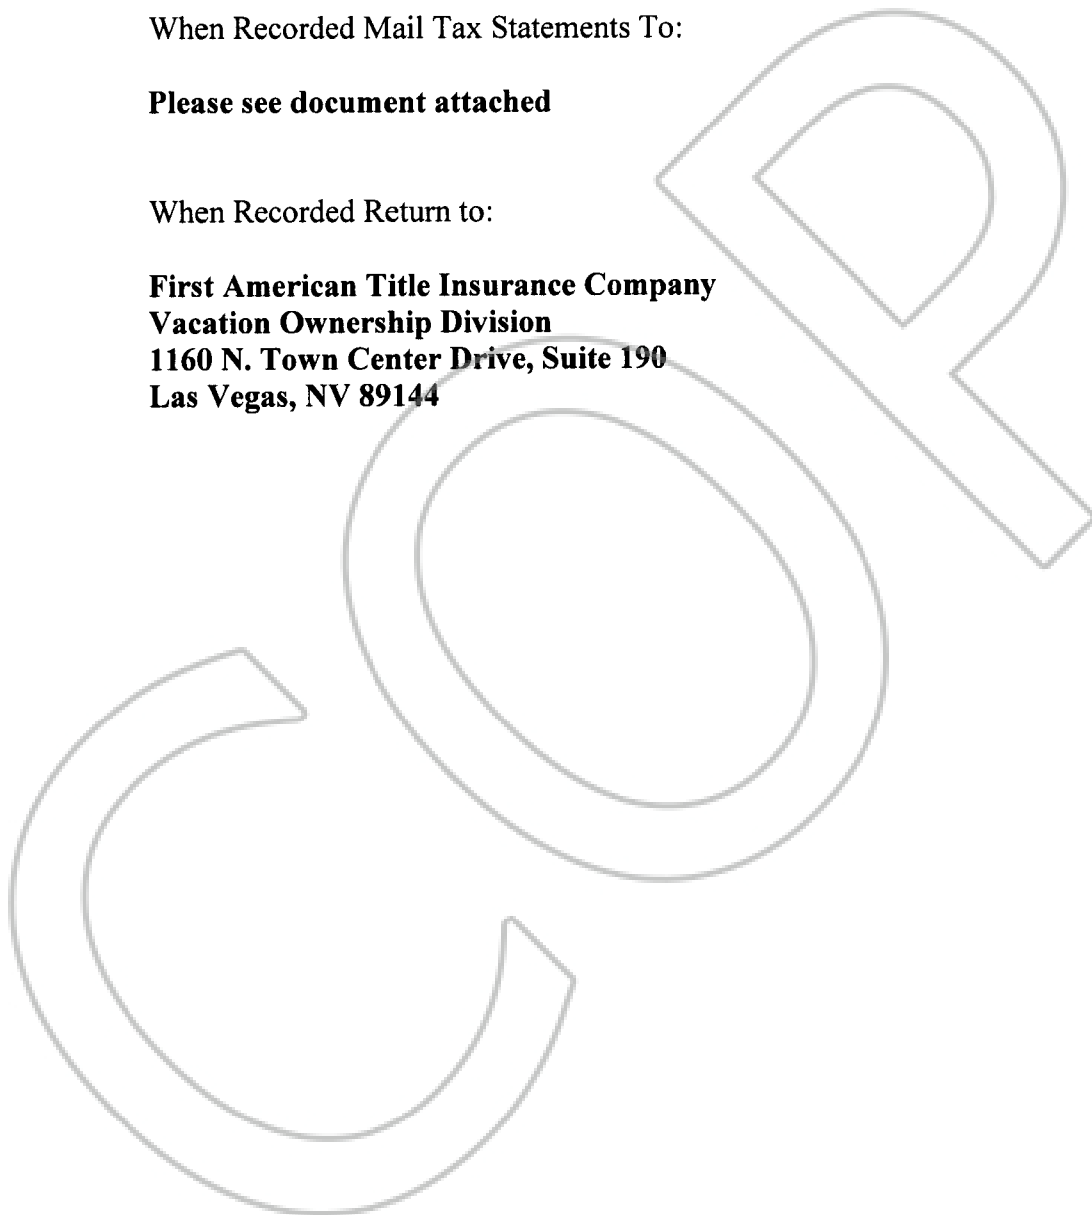 When Recorded Mail Tax Statements To:
Please see document attached
When Recorded Return to:
First American Title Insurance Company
Vacation Ownership Division
1160 N. Town Center Drive, Suite 190
Las Vegas, NV 89144
COP